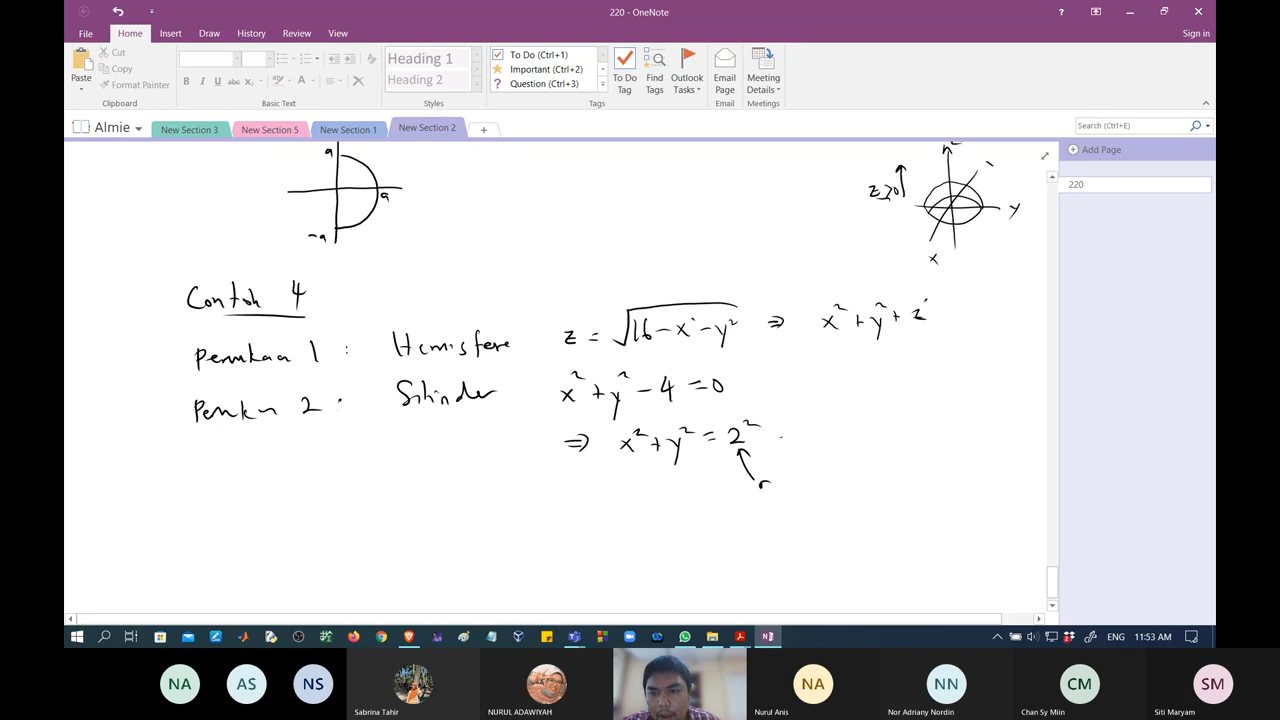 220 - OneNote
?
Sign in
File Home Insert Draw History Review View
Paste
Cut
Copy
Format Painter
Clipboard
B I U abc
Basic Text
Heading 1
Heading 2
Styles
To Do (Ctrl+1)
Important (Ctrl+2)
Question (Ctrl+3)
Tags
To Do Tag
Find Tags
Outlook Tasks
Email Page
Email
Meeting Details
Meetings
Almie
New Section 3
New Section 5
New Section 1
New Section 2
+
Search (Ctrl+E)
Add Page
220
a
a
-a
z
z≥0
y
x
Contoh 4
Permukaan 1 : Hemisfera z = √(16 - x² - y²) ⇒ x² + y² + z
2 : Silinder x² + y² - 4 = 0
⇒ x² + y² = 2²
ENG 11:53 AM
NA
AS
NS
Sabrina Tahir
NURUL ADAWIYAH
NA
Nurul Anis
NN
Nor Adriany Nordin
CM
Chan Sy Miin
SM
Siti Maryam